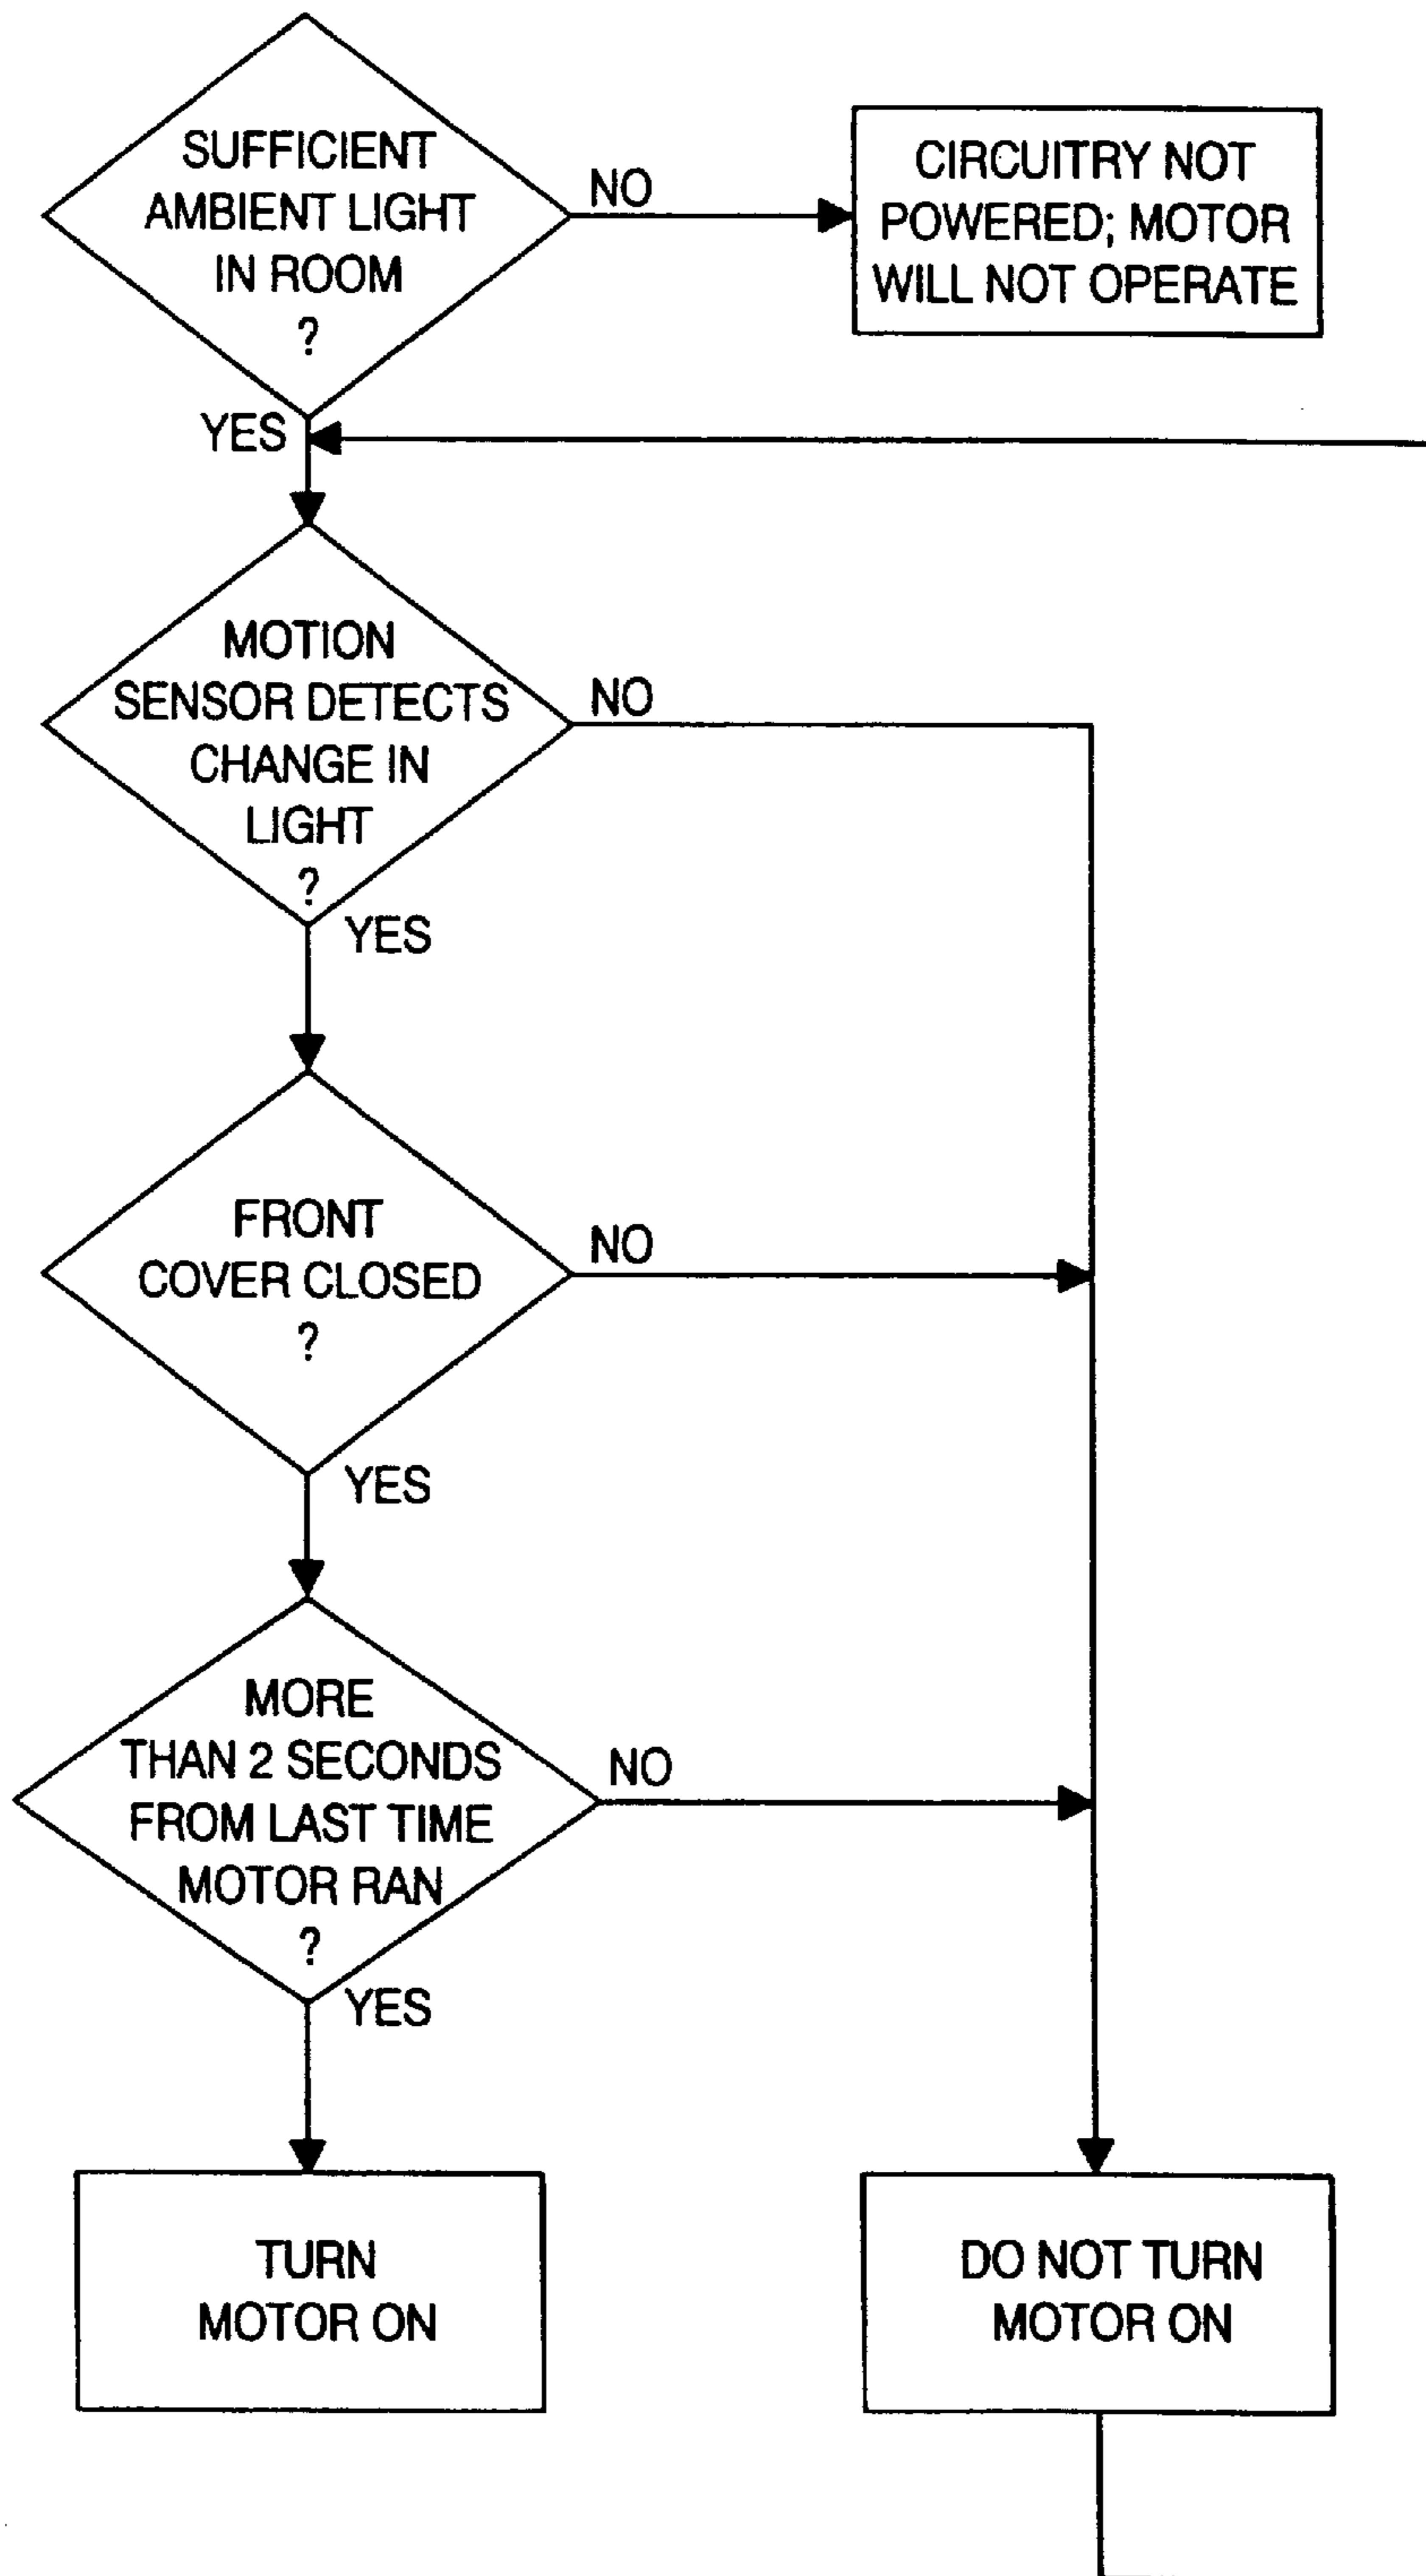 SUFFICIENT
AMBIENT LIGHT
IN ROOM
?
NO
CIRCUITRY NOT
POWERED; MOTOR
WILL NOT OPERATE
YES
MOTION
SENSOR DETECTS
CHANGE IN
LIGHT
?
NO
YES
FRONT
COVER CLOSED
?
NO
YES
MORE
THAN 2 SECONDS
FROM LAST TIME
MOTOR RAN
?
NO
YES
TURN
MOTOR ON
DO NOT TURN
MOTOR ON